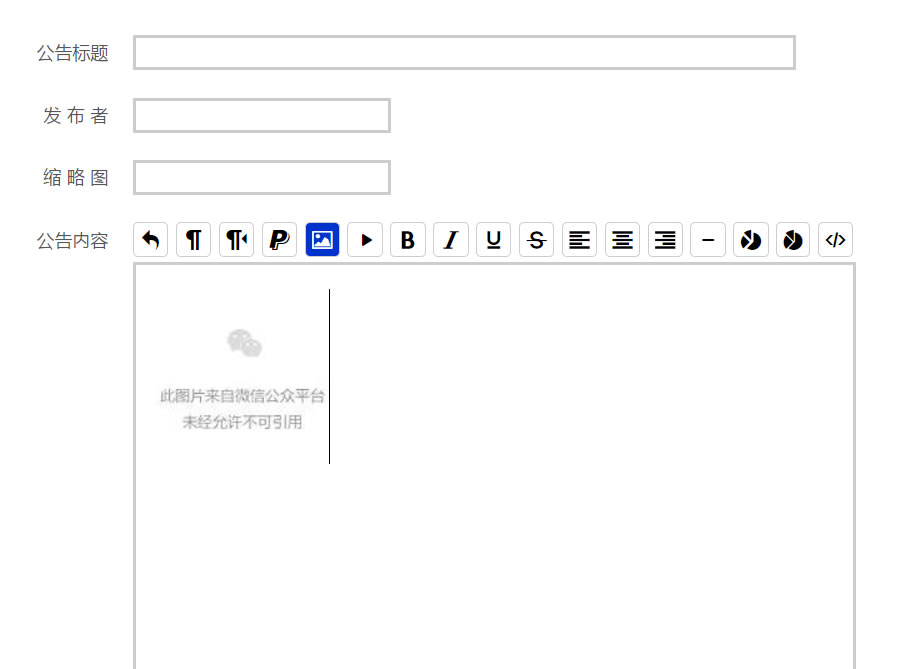 公告标题
发 布 者
缩 略 图
公告内容
此图片来自微信公众平台
未经允许不可引用